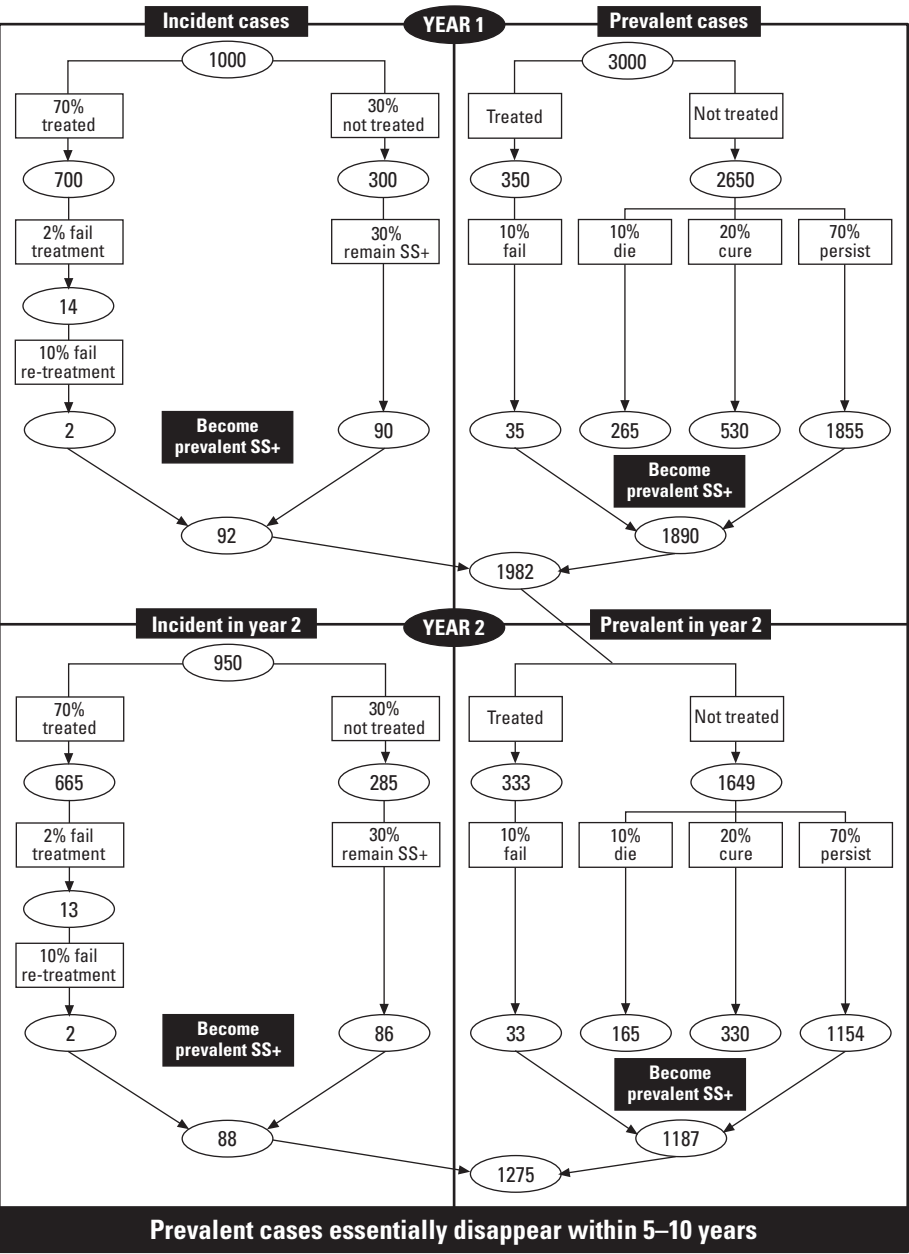 Incident cases
YEAR 1
Prevalent cases
1000
3000
70%
treated
30%
not treated
Treated
Not treated
700
300
350
2650
2% fail
treatment
30%
remain SS+
10%
fail
10%
die
20%
cure
70%
persist
14
10% fail
re-treatment
2
Become
prevalent SS+
90
35
265
530
1855
Become
prevalent SS+
92
1890
1982
Incident in year 2
YEAR 2
Prevalent in year 2
950
70%
treated
30%
not treated
Treated
Not treated
665
285
333
1649
2% fail
treatment
30%
remain SS+
10%
fail
10%
die
20%
cure
70%
persist
13
10% fail
re-treatment
2
Become
prevalent SS+
86
33
165
330
1154
Become
prevalent SS+
88
1187
1275
Prevalent cases essentially disappear within 5–10 years